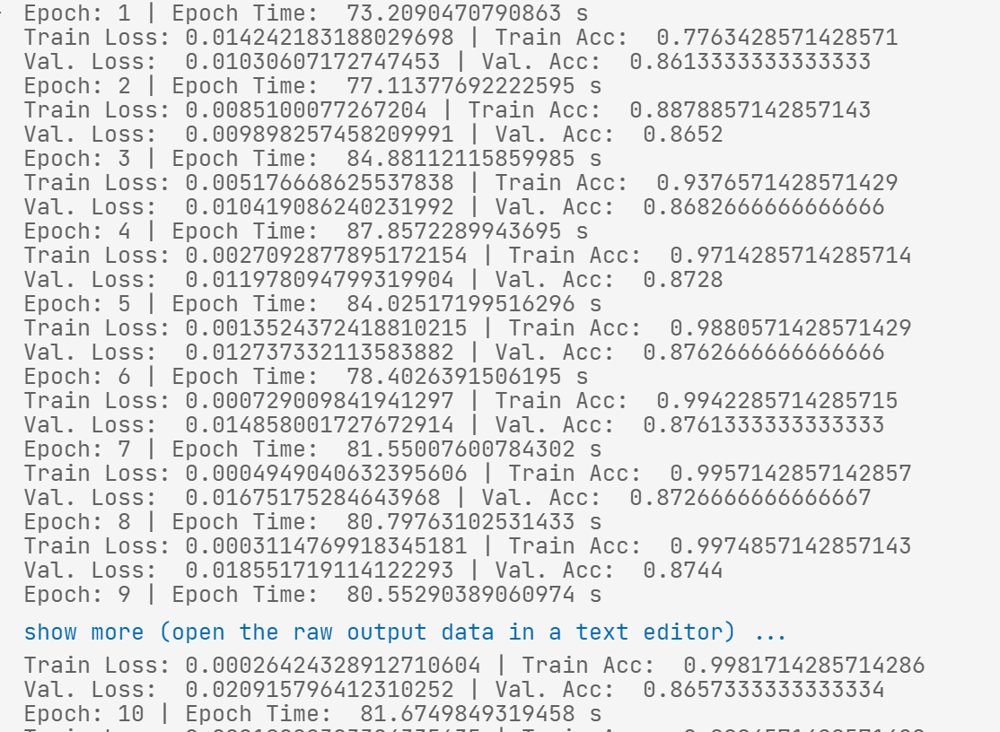 Epoch: 1 | Epoch Time:  73.2090470790863 s
Train Loss: 0.014242183188029698 | Train Acc:  0.7763428571428571
Val. Loss:  0.01030607172747453 | Val. Acc:  0.8613333333333333
Epoch: 2 | Epoch Time:  77.11377692222595 s
Train Loss: 0.0085100077267204 | Train Acc:  0.8878857142857143
Val. Loss:  0.009898257458209991 | Val. Acc:  0.8652
Epoch: 3 | Epoch Time:  84.88112115859985 s
Train Loss: 0.005176668625537838 | Train Acc:  0.9376571428571429
Val. Loss:  0.010419086240231992 | Val. Acc:  0.8682666666666666
Epoch: 4 | Epoch Time:  87.8572289943695 s
Train Loss: 0.0027092877895172154 | Train Acc:  0.9714285714285714
Val. Loss:  0.011978094799319904 | Val. Acc:  0.8728
Epoch: 5 | Epoch Time:  84.02517199516296 s
Train Loss: 0.0013524372418810215 | Train Acc:  0.9880571428571429
Val. Loss:  0.012737332113583882 | Val. Acc:  0.8762666666666666
Epoch: 6 | Epoch Time:  78.4026391506195 s
Train Loss: 0.000729009841941297 | Train Acc:  0.9942285714285715
Val. Loss:  0.014858001727672914 | Val. Acc:  0.8761333333333333
Epoch: 7 | Epoch Time:  81.55007600784302 s
Train Loss: 0.0004949040632395606 | Train Acc:  0.9957142857142857
Val. Loss:  0.01675175284643968 | Val. Acc:  0.8726666666666667
Epoch: 8 | Epoch Time:  80.79763102531433 s
Train Loss: 0.0003114769918345181 | Train Acc:  0.9974857142857143
Val. Loss:  0.018551719114122293 | Val. Acc:  0.8744
Epoch: 9 | Epoch Time:  80.55290389060974 s
show more (open the raw output data in a text editor) ...
Train Loss: 0.00026424328912710604 | Train Acc:  0.9981714285714286
Val. Loss:  0.020915796412310252 | Val. Acc:  0.8657333333333334
Epoch: 10 | Epoch Time:  81.6749849319458 s